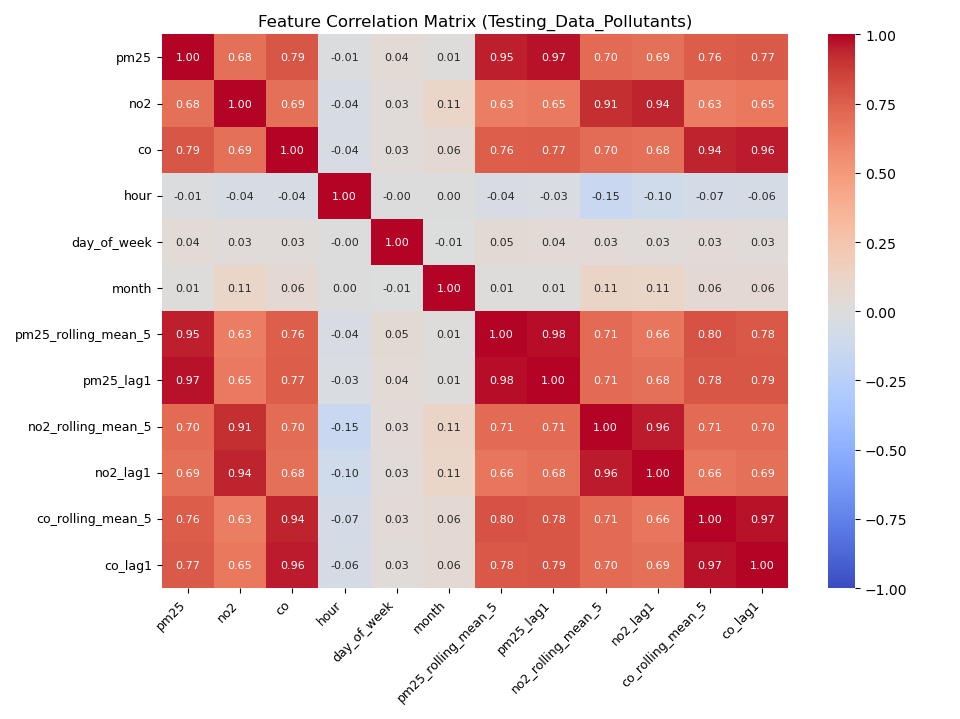 Feature Correlation Matrix (Testing_Data_Pollutants)
pm25 1.00 0.68 0.79 -0.01 0.04 0.01 0.95 0.97 0.70 0.69 0.76 0.77
no2 0.68 1.00 0.69 -0.04 0.03 0.11 0.63 0.65 0.91 0.94 0.63 0.65
co 0.79 0.69 1.00 -0.04 0.03 0.06 0.76 0.77 0.70 0.68 0.94 0.96
hour -0.01 -0.04 -0.04 1.00 -0.00 0.00 -0.04 -0.03 -0.15 -0.10 -0.07 -0.06
day_of_week 0.04 0.03 0.03 -0.00 1.00 -0.01 0.05 0.04 0.03 0.03 0.03 0.03
month 0.01 0.11 0.06 0.00 -0.01 1.00 0.01 0.01 0.11 0.11 0.06 0.06
pm25_rolling_mean_5 0.95 0.63 0.76 -0.04 0.05 0.01 1.00 0.98 0.71 0.66 0.80 0.78
pm25_lag1 0.97 0.65 0.77 -0.03 0.04 0.01 0.98 1.00 0.71 0.68 0.78 0.79
no2_rolling_mean_5 0.70 0.91 0.70 -0.15 0.03 0.11 0.71 0.71 1.00 0.96 0.71 0.70
no2_lag1 0.69 0.94 0.68 -0.10 0.03 0.11 0.66 0.68 0.96 1.00 0.66 0.69
co_rolling_mean_5 0.76 0.63 0.94 -0.07 0.03 0.06 0.80 0.78 0.71 0.66 1.00 0.97
co_lag1 0.77 0.65 0.96 -0.06 0.03 0.06 0.78 0.79 0.70 0.69 0.97 1.00
pm25 no2 co hour day_of_week month pm25_rolling_mean_5 pm25_lag1 no2_rolling_mean_5 no2_lag1 co_rolling_mean_5 co_lag1
1.00
0.75
0.50
0.25
0.00
−0.25
−0.50
−0.75
−1.00